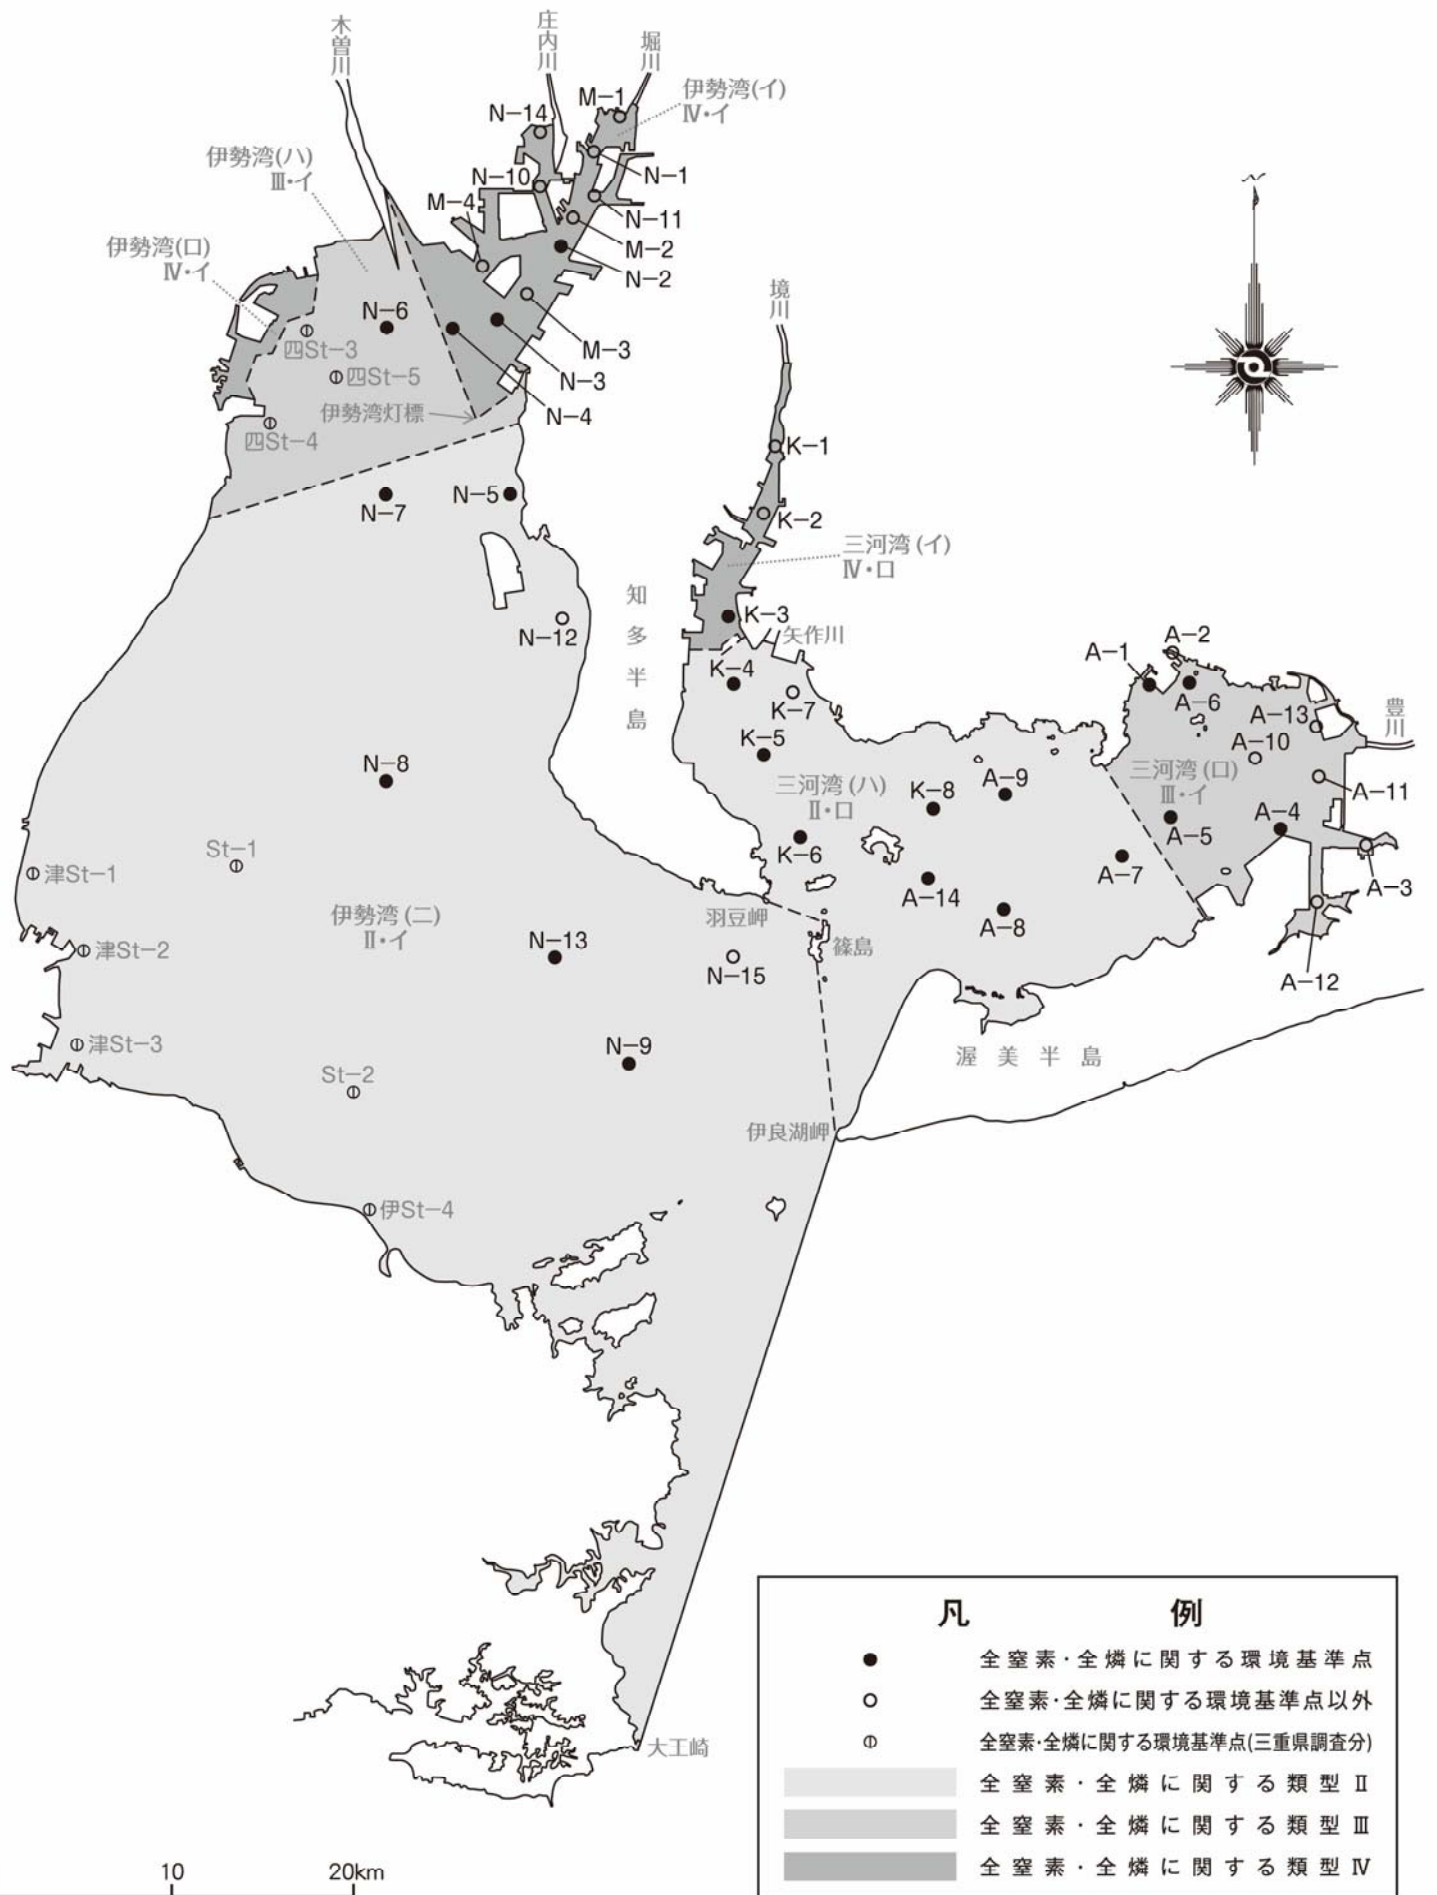 木曽川
庄内川
堀川
伊勢湾(イ)
Ⅳ・イ
M−1
N−14
伊勢湾(ハ)
Ⅲ・イ
N−1
N−10
M−4
N−11
M−2
N−2
伊勢湾(ロ)
Ⅳ・イ
N−6
四St−3
M−3
四St−5
N−3
伊勢湾灯標
N−4
四St−4
境川
K−1
N−7
N−5
K−2
三河湾(イ)
Ⅳ・ロ
知多半島
N−12
K−3
矢作川
K−4
K−7
A−2
A−1
A−6
A−13
豊川
K−5
A−10
N−8
三河湾(ハ)
Ⅱ・ロ
K−8
A−9
三河湾(ロ)
Ⅲ・イ
A−11
A−5
A−4
K−6
St−1
津St−1
A−14
A−7
A−3
伊勢湾(二)
Ⅱ・イ
羽豆岬
A−8
津St−2
N−13
篠島
N−15
A−12
津St−3
N−9
渥美半島
St−2
伊良湖岬
伊St−4
大工崎
凡例
全窒素・全燐に関する環境基準点
全窒素・全燐に関する環境基準点以外
全窒素・全燐に関する環境基準点(三重県調査分)
全窒素・全燐に関する類型Ⅱ
全窒素・全燐に関する類型Ⅲ
全窒素・全燐に関する類型Ⅳ
10
20km